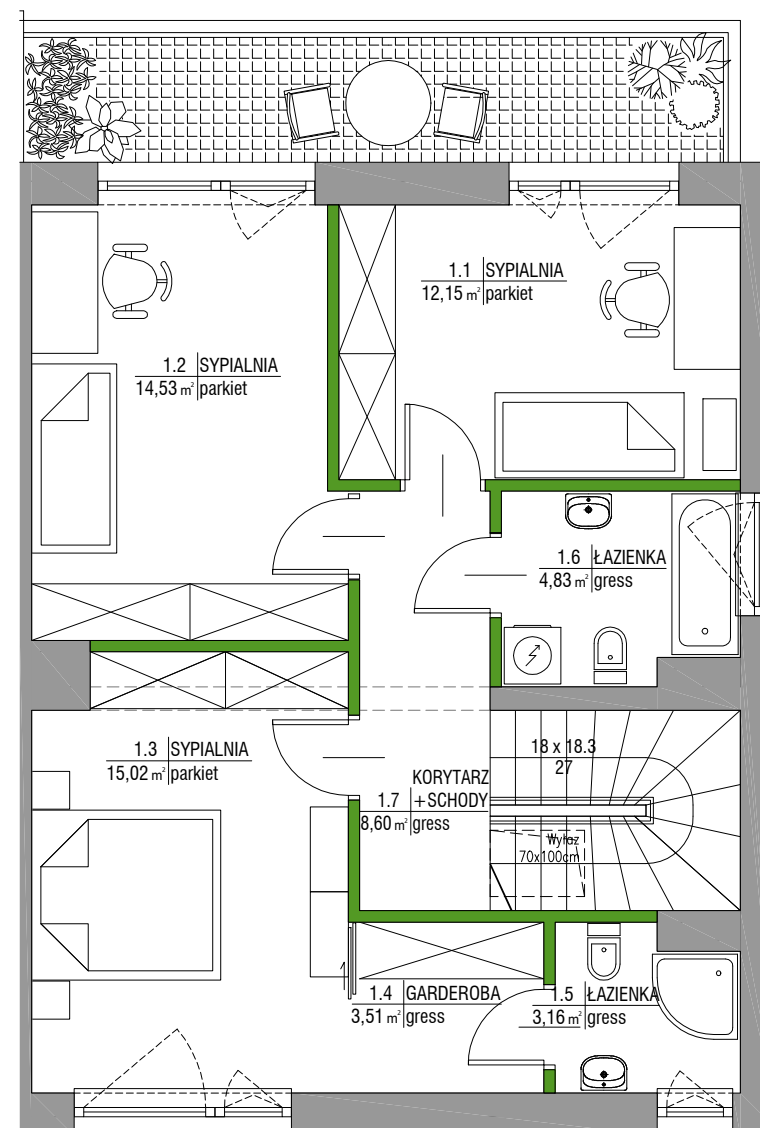 1.1 SYPIALNIA
12,15 m² parkiet
1.2 SYPIALNIA
14,53 m² parkiet
1.6 ŁAZIENKA
4,83 m² gress
1.3 SYPIALNIA
15,02 m² parkiet
18 x 18.3
27
KORYTARZ
1.7 +SCHODY
8,60 m² gress
Wyłaz
70x100cm
1.4 GARDEROBA
3,51 m² gress
1.5 ŁAZIENKA
3,16 m² gress